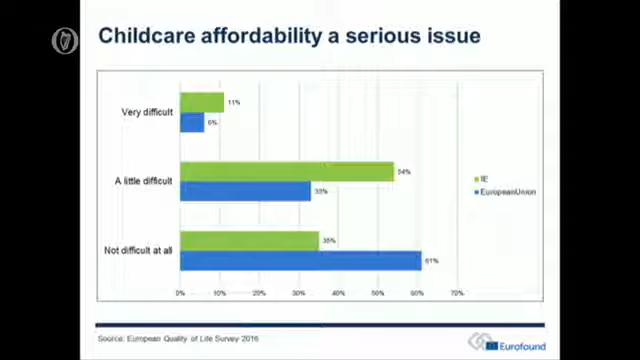 Childcare affordability a serious issue
Very difficult
11%
6%
A little difficult
54%
33%
Not difficult at all
35%
61%
IE
EuropeanUnion
0% 10% 20% 30% 40% 50% 60% 70%
Source: European Quality of Life Survey 2016
Eurofound